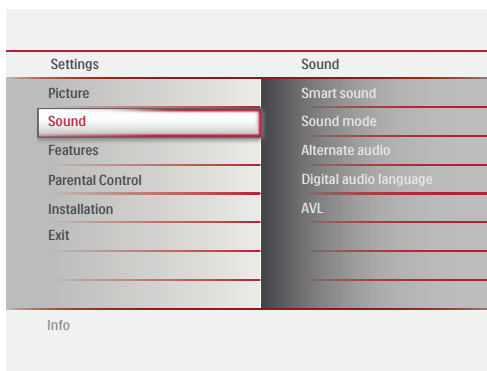 Settings
Sound
Picture
Smart sound
Sound
Sound mode
Features
Alternate audio
Parental Control
Digital audio language
Installation
AVL
Exit
Info